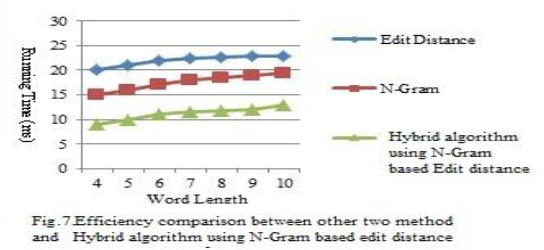 30
25
20
15
10
5
0
Running Time (ms)
4 5 6 7 8 9 10
Word Length
Edit Distance
N-Gram
Hybrid algorithm
using N-Gram
based Edit distance
Fig.7.Efficiency comparison between other two method
and Hybrid algorithm using N-Gram based edit distance